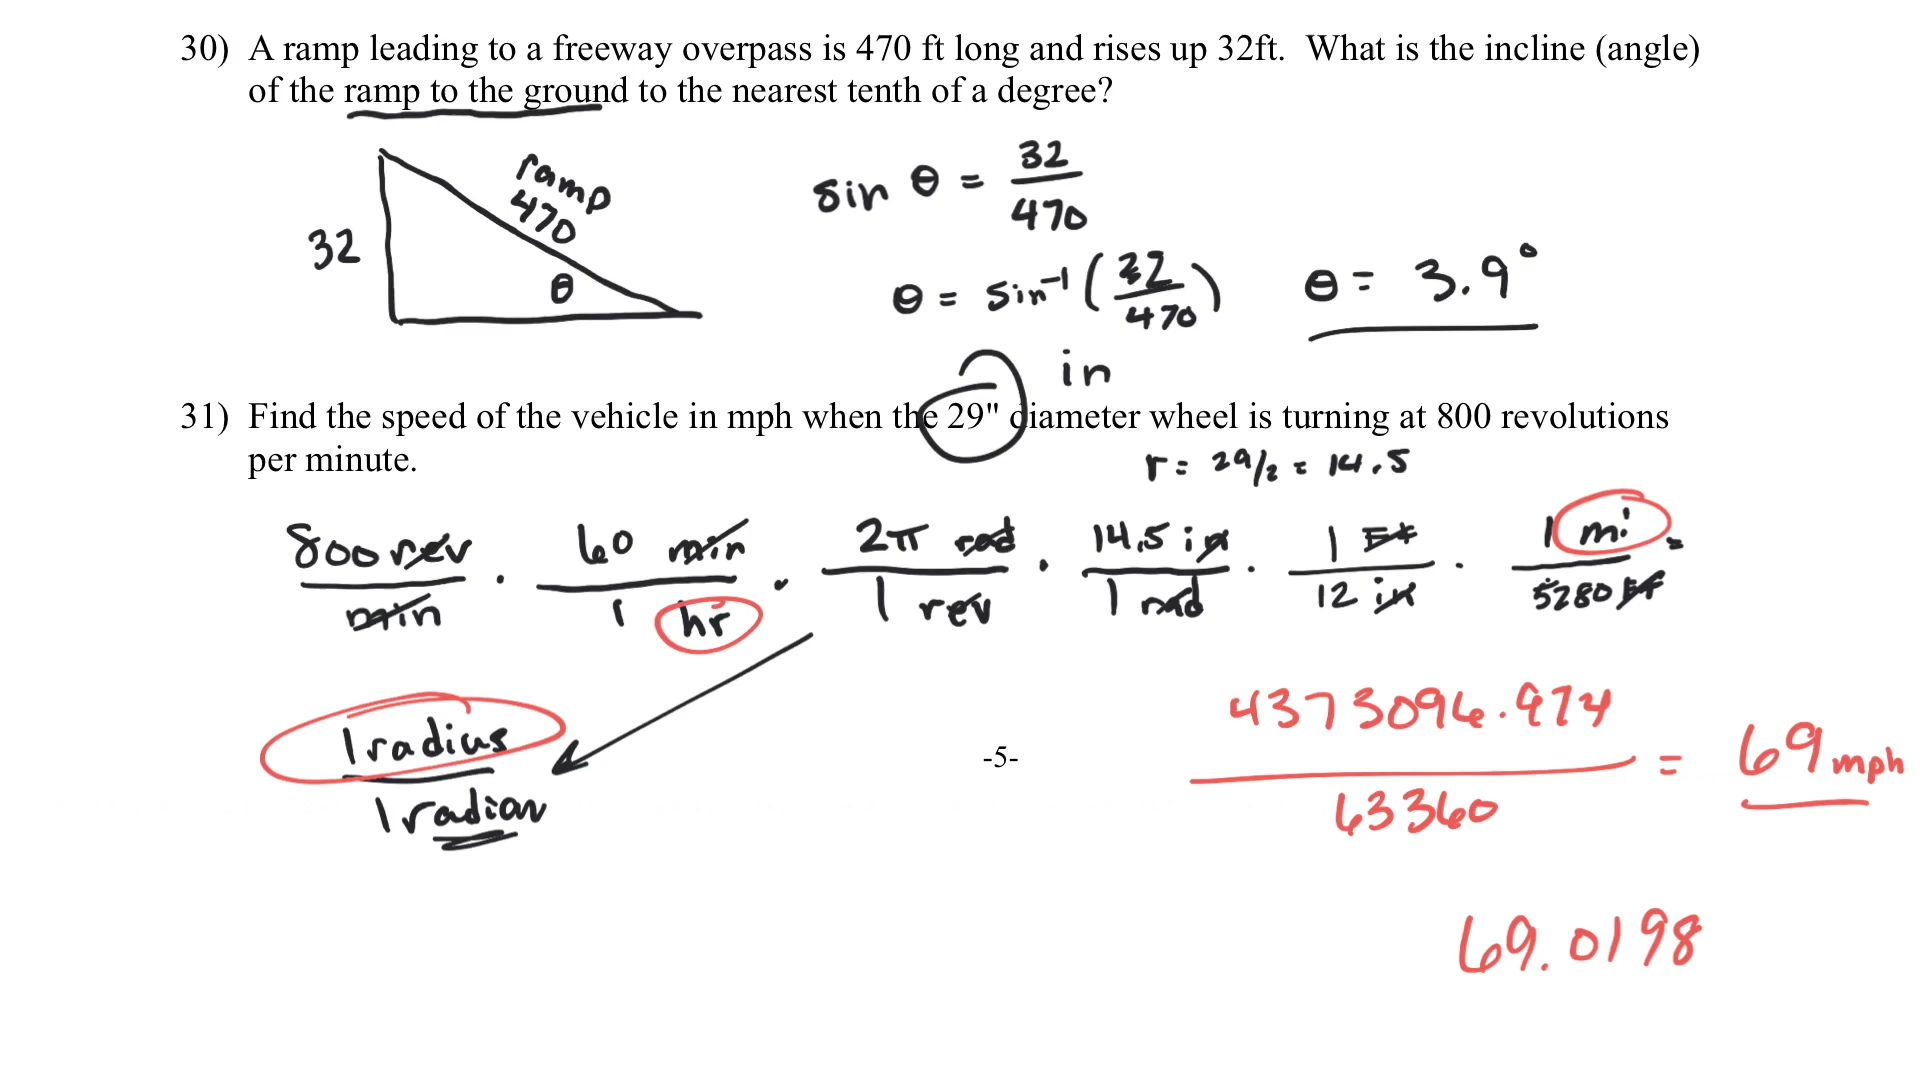 30) A ramp leading to a freeway overpass is 470 ft long and rises up 32ft. What is the incline (angle)
of the ramp to the ground to the nearest tenth of a degree?
ramp
470
32
θ
sin θ = 32/470
θ = sin⁻¹(32/470)
θ = 3.9°
in
31) Find the speed of the vehicle in mph when the 29" diameter wheel is turning at 800 revolutions
per minute.
r = 29/2 = 14.5
800 rev/min · 60 min/1 hr · 2π rad/1 rev · 14.5 in/1 rad · 1 ft/12 in · 1 mi/5280 ft =
1 radius/1 radian
4373094.974/63360 = 69 mph
-5-
69.0198